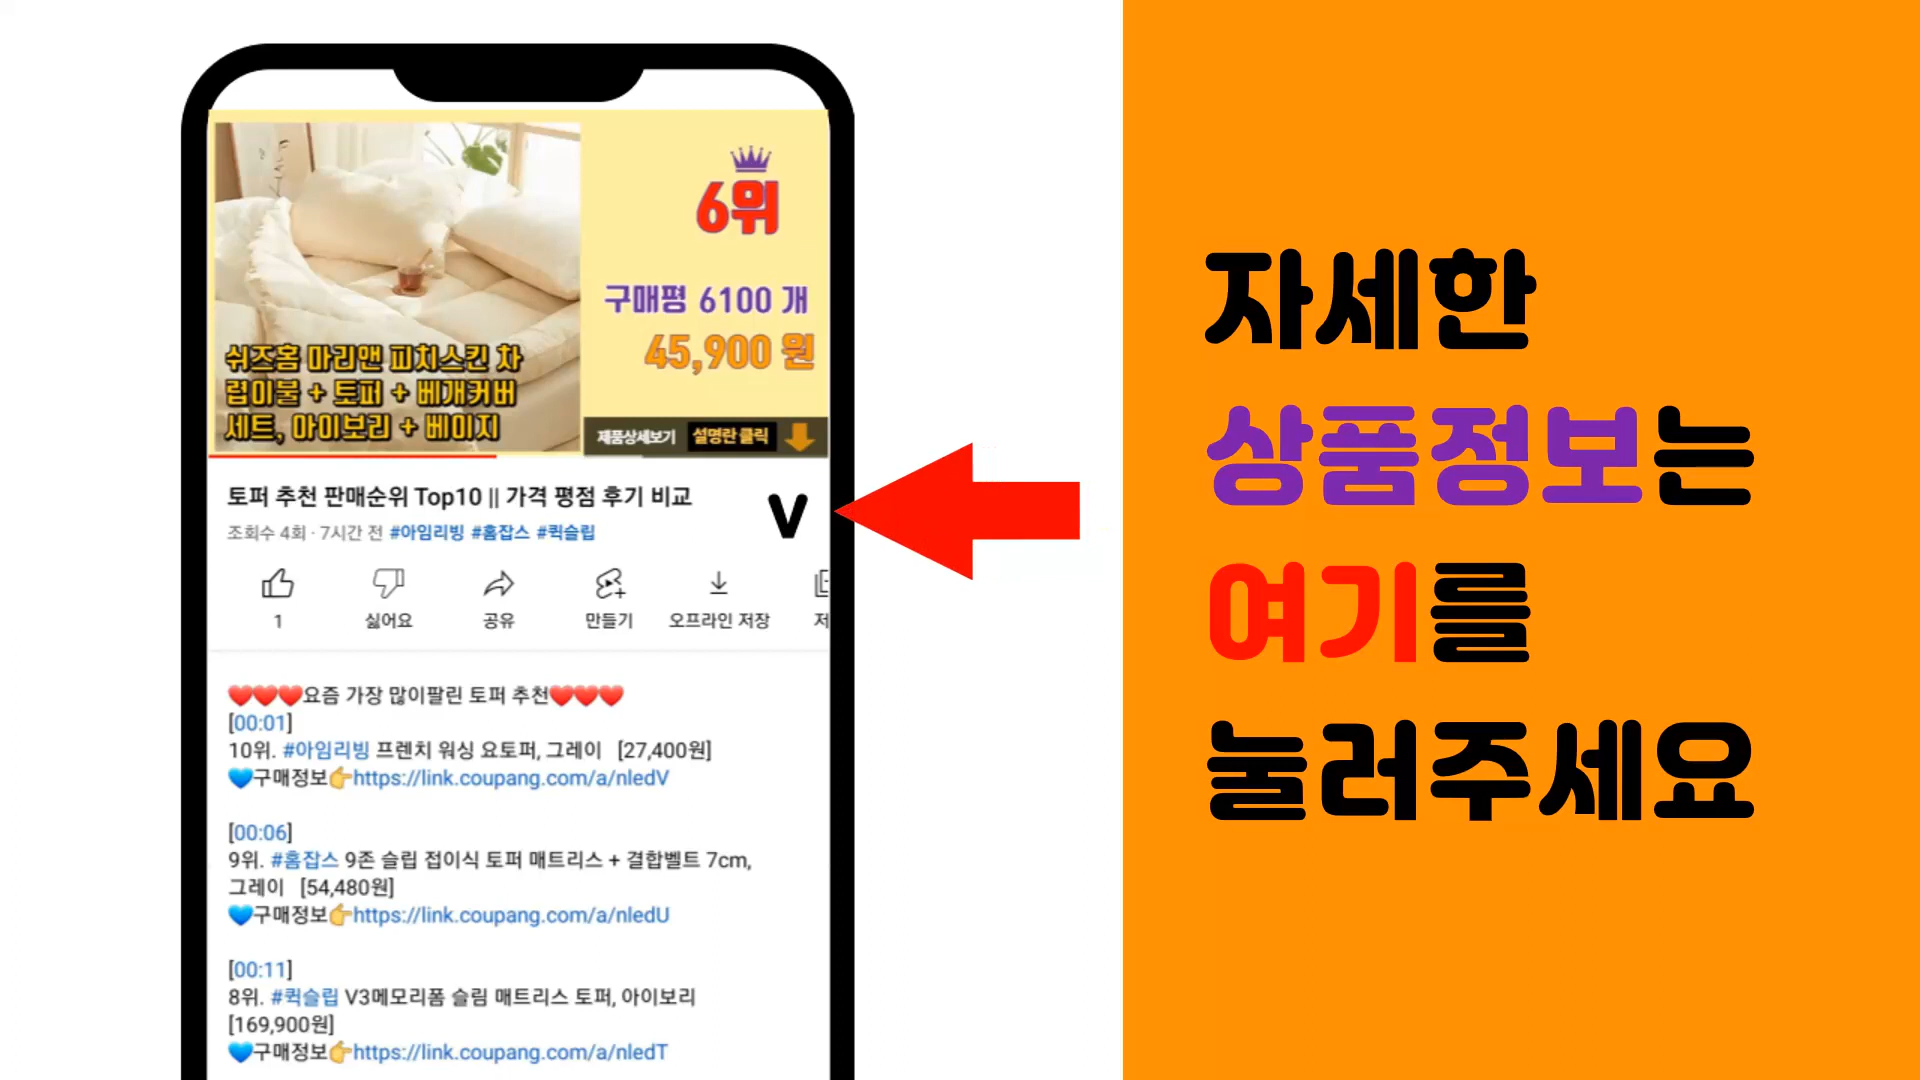 6위
구매평 6100 개
45,900 원
쉬즈홈 마리앤 피치스킨 차
렵이불 + 토퍼 + 베개커버
세트, 아이보리 + 베이지
제품상세보기 설명란 클릭
토퍼 추천 판매순위 Top10 || 가격 평점 후기 비교
V
조회수 4회 · 7시간 전 #아임리빙 #홈잡스 #퀵슬립
1 싫어요 공유 만들기 오프라인 저장 저
❤️❤️❤️요즘 가장 많이팔린 토퍼 추천❤️❤️❤️
[00:01]
10위. #아임리빙 프렌치 워싱 요토퍼, 그레이 [27,400원]
💙구매정보👉https://link.coupang.com/a/nledV
[00:06]
9위. #홈잡스 9존 슬립 접이식 토퍼 매트리스 + 결합벨트 7cm,
그레이 [54,480원]
💙구매정보👉https://link.coupang.com/a/nledU
[00:11]
8위. #퀵슬립 V3메모리폼 슬림 매트리스 토퍼, 아이보리
[169,900원]
💙구매정보👉https://link.coupang.com/a/nledT
자세한
상품정보는
여기를
눌러주세요